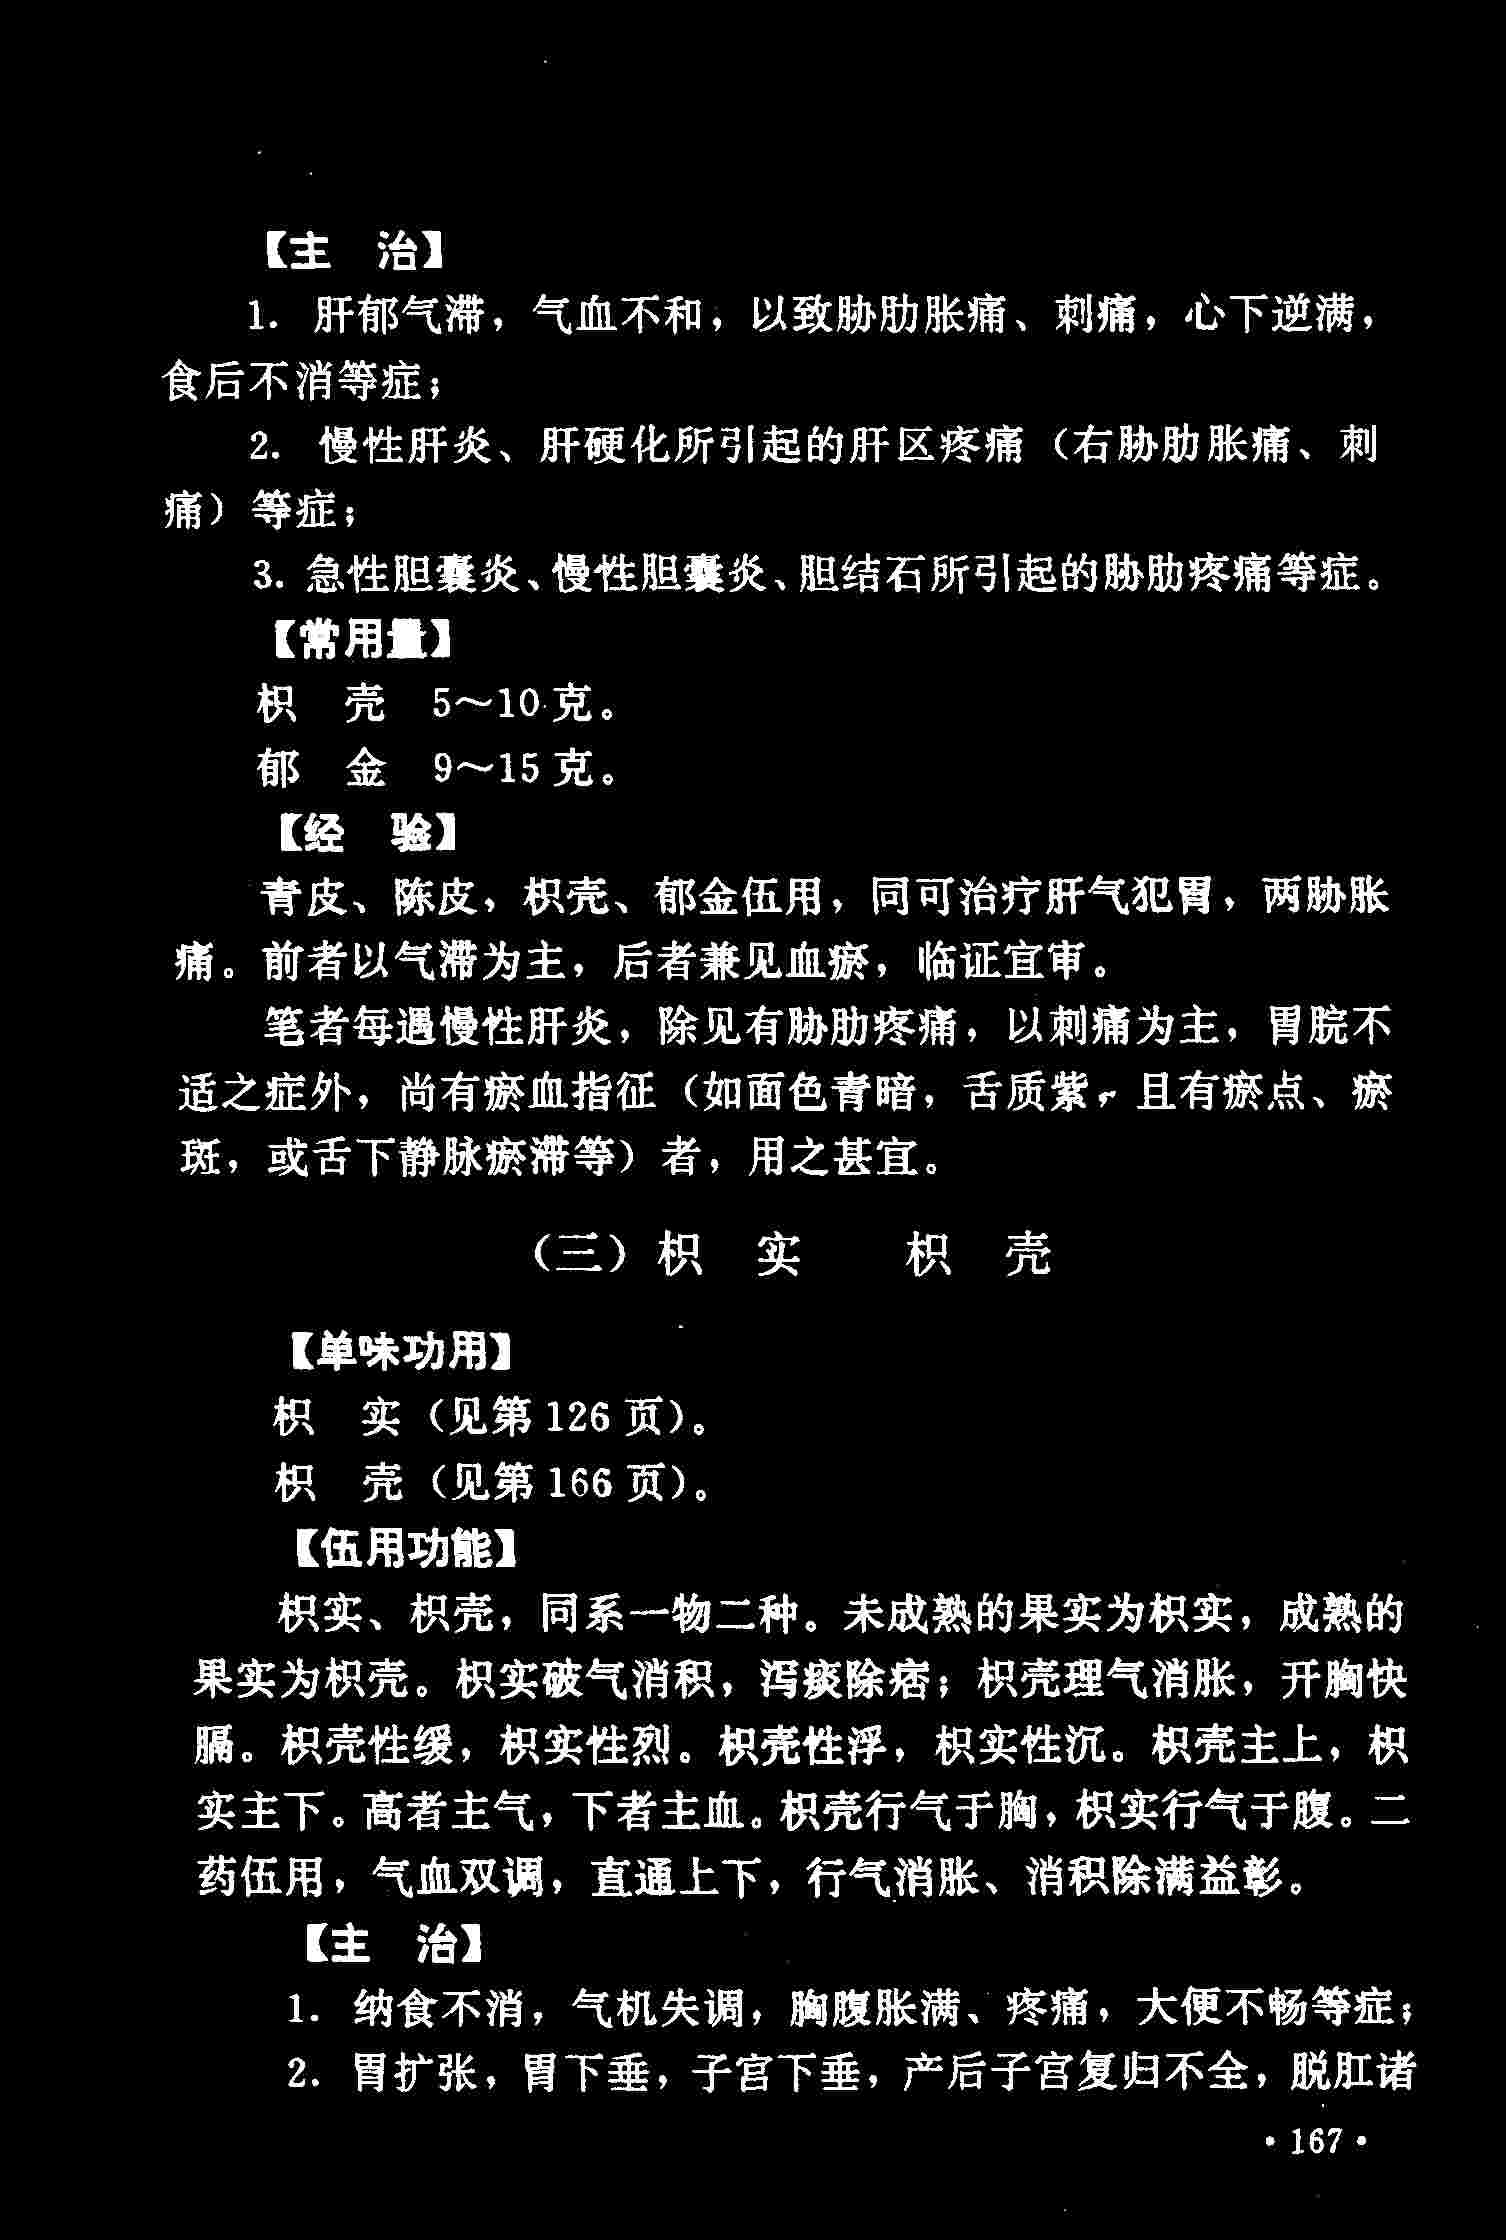 【主　治】
1. 肝郁气滞，气血不和，以致胁肋胀痛、刺痛，心下逆满，
食后不消等症；
2. 慢性肝炎、肝硬化所引起的肝区疼痛（右胁肋胀痛、刺
痛）等症；
3. 急性胆囊炎、慢性胆囊炎、胆结石所引起的胁肋疼痛等症。
【常用量】
枳　壳　5～10克。
郁　金　9～15克。
【经　验】
青皮、陈皮，枳壳、郁金伍用，同可治疗肝气犯胃，两胁胀
痛。前者以气滞为主，后者兼见血瘀，临证宜审。
笔者每遇慢性肝炎，除见有胁肋疼痛，以刺痛为主，胃脘不
适之症外，尚有瘀血指征（如面色青暗，舌质紫，且有瘀点、瘀
斑，或舌下静脉瘀滞等）者，用之甚宜。
（三）枳　实　　枳　壳
【单味功用】
枳　实（见第126页）。
枳　壳（见第166页）。
【伍用功能】
枳实、枳壳，同系一物二种。未成熟的果实为枳实，成熟的
果实为枳壳。枳实破气消积，泻痰除痞；枳壳理气消胀，开胸快
膈。枳壳性缓，枳实性烈。枳壳性浮，枳实性沉。枳壳主上，枳
实主下。高者主气，下者主血。枳壳行气于胸，枳实行气于腹。二
药伍用，气血双调，直通上下，行气消胀、消积除满益彰。
【主　治】
1. 纳食不消，气机失调，胸腹胀满、疼痛，大便不畅等症；
2. 胃扩张，胃下垂，子宫下垂，产后子宫复归不全，脱肛诸
·167·